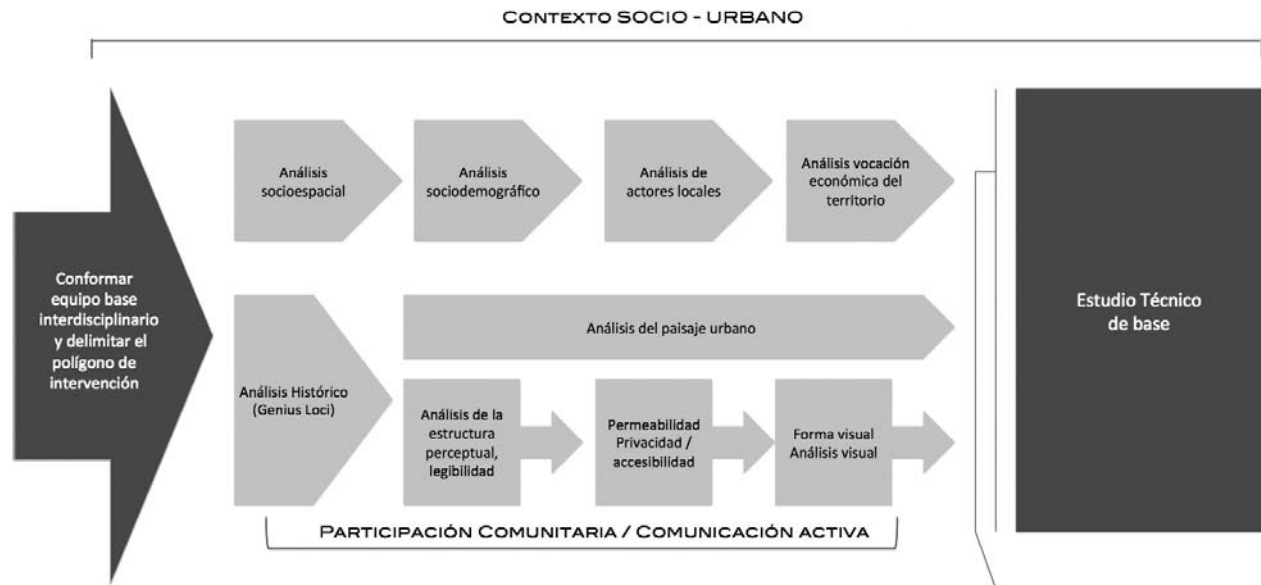 CONTEXTO SOCIO - URBANO
Conformar
equipo base
interdisciplinario
y delimitar el
polígono de
intervención
Análisis
socioespacial
Análisis
sociodemográfico
Análisis de
actores locales
Análisis vocación
económica del
territorio
Análisis Histórico
(Genius Loci)
Análisis del paisaje urbano
Análisis de la
estructura
perceptual,
legibilidad
Permeabilidad
Privacidad /
accesibilidad
Forma visual
Análisis visual
PARTICIPACIÓN COMUNITARIA / COMUNICACIÓN ACTIVA
Estudio Técnico
de base